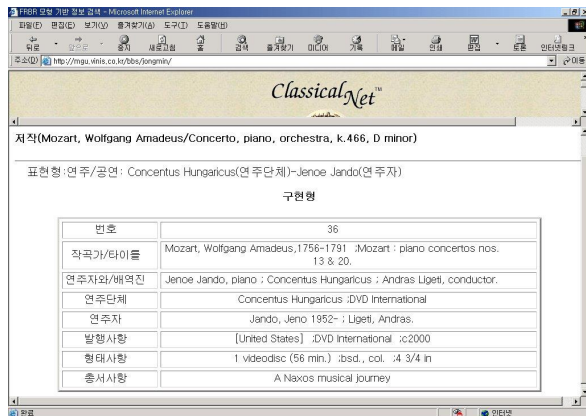 FRBR 모형 기반 정보 검색 - Microsoft Internet Explorer
파일(F) 편집(E) 보기(V) 즐겨찾기(A) 도구(T) 도움말(H)
뒤로 앞으로 중지 새로고침 홈 검색 즐겨찾기 미디어 기록 메일 인쇄 편집 토론 인터넷링크
주소(D) http://mgu.vinis.co.kr/bbs/jongmin/ 이동
ClassicalNet™
저작(Mozart, Wolfgang Amadeus/Concerto, piano, orchestra, k.466, D minor)
표현형:연주/공연: Concentus Hungaricus(연주단체)-Jenoe Jando(연주자)
구현형
번호 36
작곡가/타이틀 Mozart, Wolfgang Amadeus,1756-1791 ;Mozart : piano concertos nos.
13 & 20.
연주자와/배역진 Jenoe Jando, piano ; Concentus Hungaricus ; Andras Ligeti, conductor.
연주단체 Concentus Hungaricus ;DVD International
연주자 Jando, Jeno 1952- ; Ligeti, Andras.
발행사항 [United States] ;DVD International ;c2000
형태사항 1 videodisc (56 min.) ;bsd., col. ;4 3/4 in
총서사항 A Naxos musical journey
완료 인터넷